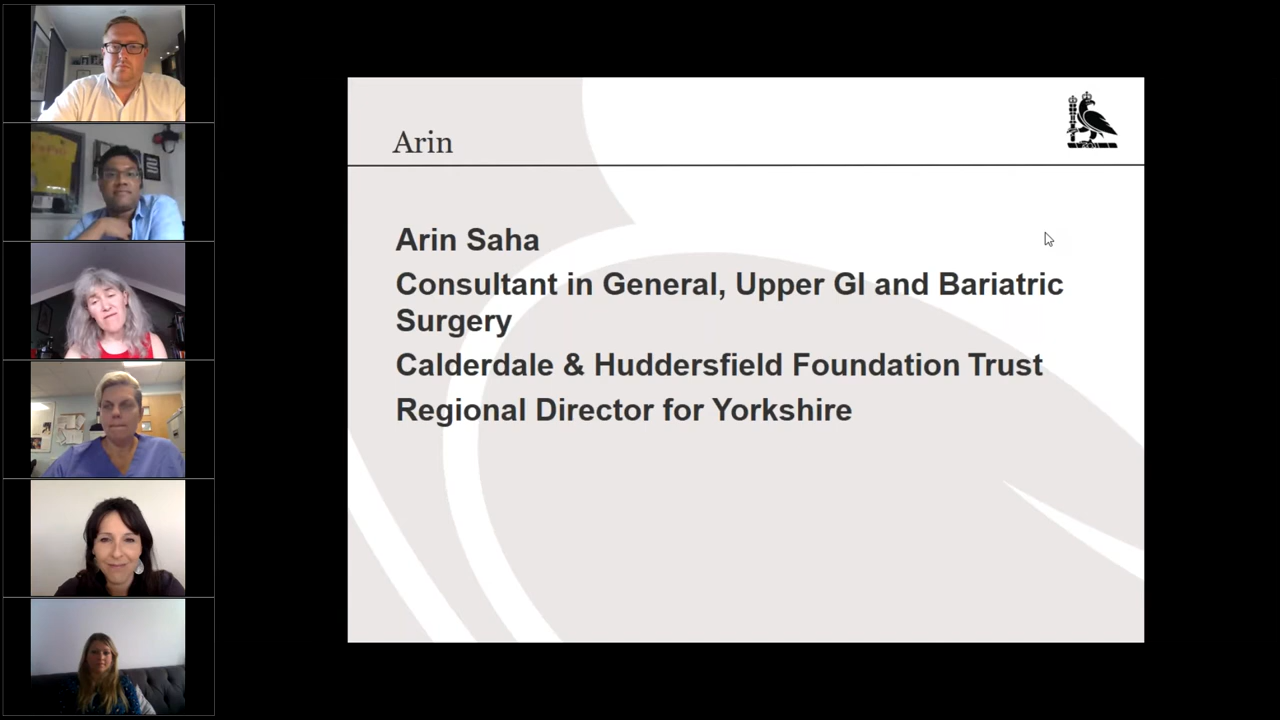 Arin
Arin Saha
Consultant in General, Upper GI and Bariatric
Surgery
Calderdale & Huddersfield Foundation Trust
Regional Director for Yorkshire